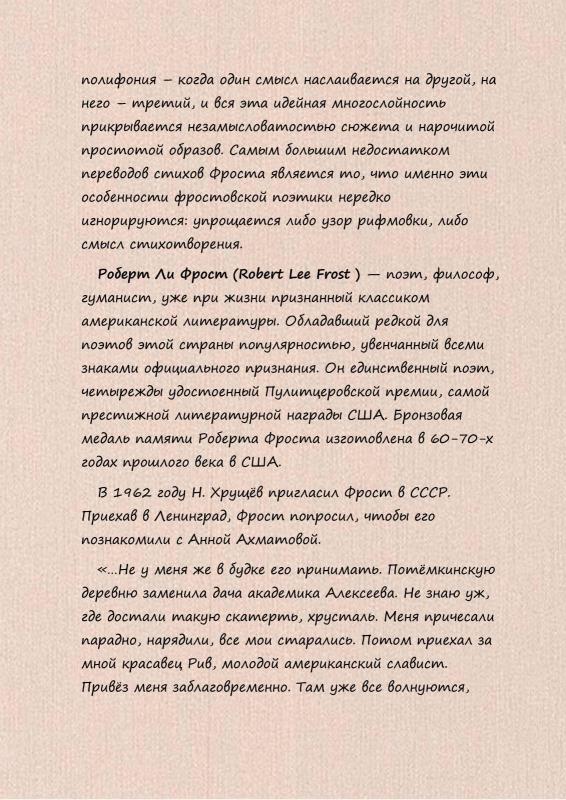 полифония – когда один смысл наслаивается на другой, на
него – третий, и вся эта идейная многослойность
прикрывается незамысловатостью сюжета и нарочитой
простотой образов. Самым большим недостатком
переводов стихов Фроста является то, что именно эти
особенности фростовской поэтики нередко
игнорируются: упрощается либо узор рифмовки, либо
смысл стихотворения.
Роберт Ли Фрост (Robert Lee Frost ) — поэт, философ,
гуманист, уже при жизни признанный классиком
американской литературы. Обладавший редкой для
поэтов этой страны популярностью, увенчанный всеми
знаками официального признания. Он единственный поэт,
четырежды удостоенный Пулитцеровской премии, самой
престижной литературной награды США. Бронзовая
медаль памяти Роберта Фроста изготовлена в 60-70-х
годах прошлого века в США.
В 1962 году Н. Хрущёв пригласил Фрост в СССР.
Приехав в Ленинград, Фрост попросил, чтобы его
познакомили с Анной Ахматовой.
«...Не у меня же в будке его принимать. Потёмкинскую
деревню заменила дача академика Алексеева. Не знаю уж,
где достали такую скатерть, хрусталь. Меня причесали
парадно, нарядили, все мои старались. Потом приехал за
мной красавец Рив, молодой американский славист.
Привёз меня заблаговременно. Там уже все волнуются,